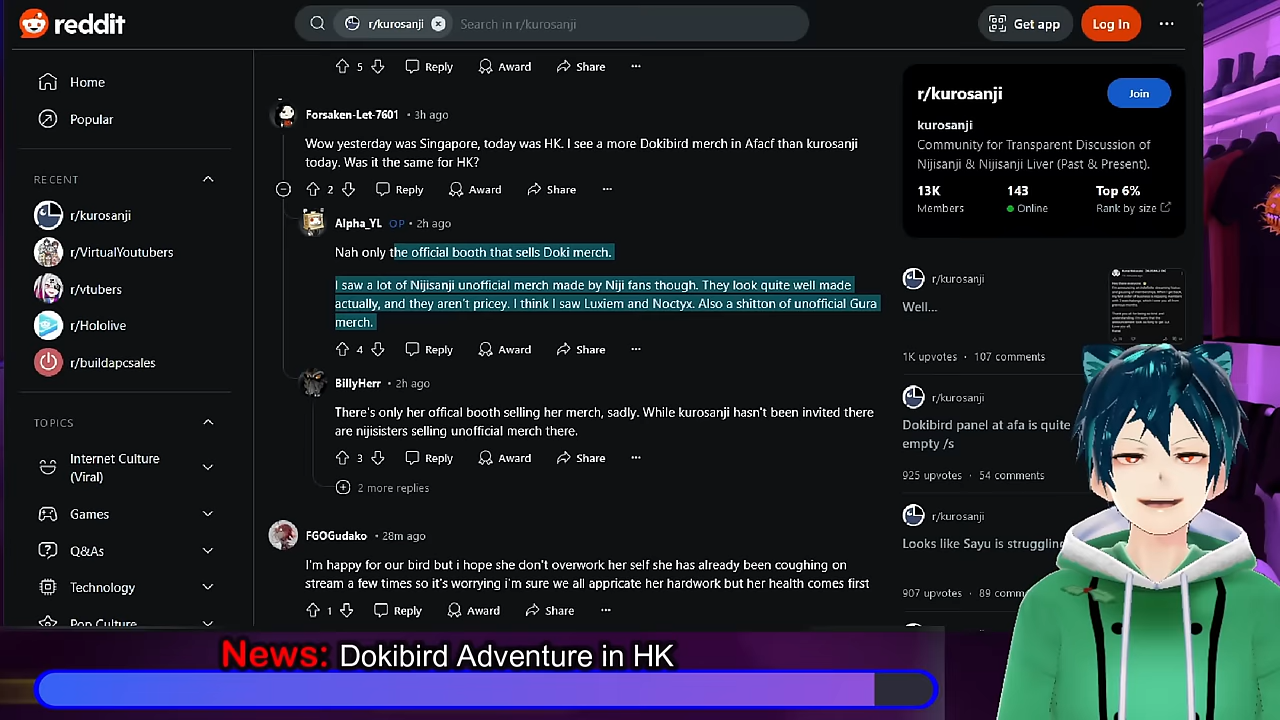 reddit
r/kurosanji
Search in r/kurosanji
Get app
Log In
Home
Popular
RECENT
r/kurosanji
r/VirtualYoutubers
r/vtubers
r/Hololive
r/buildapcsales
TOPICS
Internet Culture
(Viral)
Games
Q&As
Technology
Pop Culture
5 Reply Award Share
Forsaken-Let-7601 • 3h ago
Wow yesterday was Singapore, today was HK. I see a more Dokibird merch in Afacf than kurosanji
today. Was it the same for HK?
2 Reply Award Share
Alpha_YL OP • 2h ago
Nah only the official booth that sells Doki merch.
I saw a lot of Nijisanji unofficial merch made by Niji fans though. They look quite well made
actually, and they were pricey. I think I saw Luxiem and Noctyx. Also a shitton of unofficial Gura
merch.
4 Reply Award Share
BillyHerr • 2h ago
There's only her offical booth selling her merch, sadly. While kurosanji hasn't been invited there
are nijisisters selling unofficial merch there.
3 Reply Award Share
2 more replies
FGOGudako • 28m ago
I'm happy for our bird but i hope she don't overwork her self she has already been coughing on
stream a few times so it's worrying i'm sure we all appricate her hardwork but her health comes first
1 Reply Award Share
r/kurosanji
Join
kurosanji
Community for Transparent Discussion of
Nijisanji & Nijisanji Liver (Past & Present).
13K 143 Top 6%
Members Online Rank by size
r/kurosanji
Well...
1K upvotes • 107 comments
r/kurosanji
Dokibird panel at afa is quite
empty /s
925 upvotes • 54 comments
r/kurosanji
Looks like Sayu is struggling
907 upvotes • 89 comm
News: Dokibird Adventure in HK